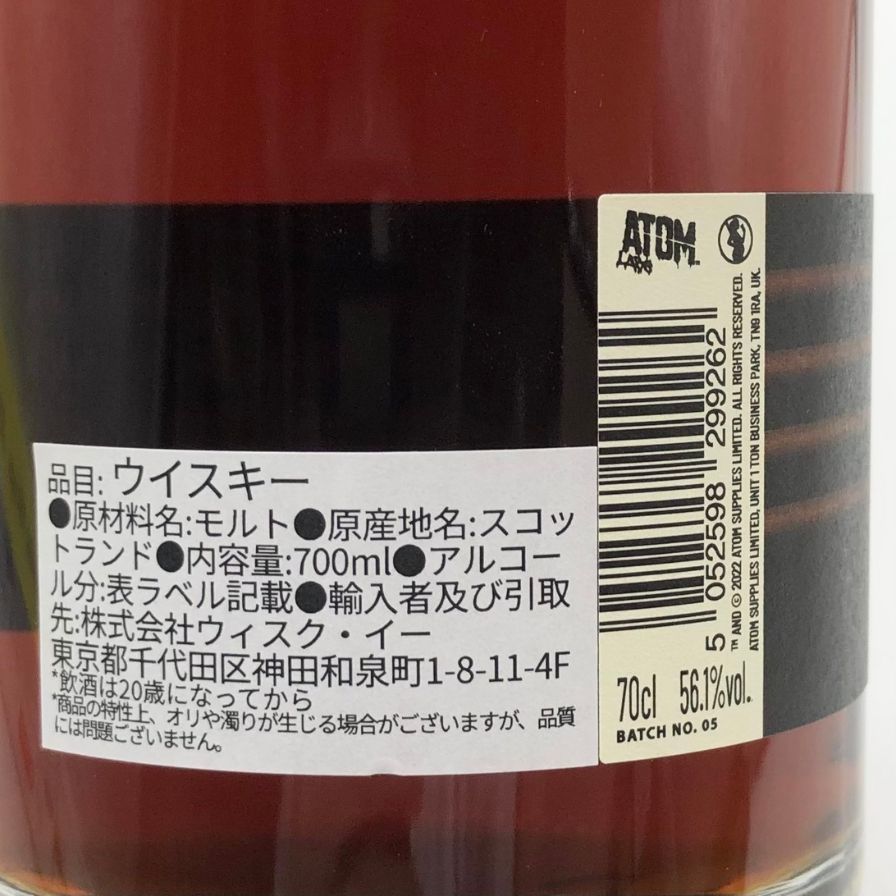 品目: ウイスキー
●原材料名:モルト●原産地名:スコッ
トランド●内容量:700ml●アルコー
ル分:表ラベル記載●輸入者及び引取
先:株式会社ウィスク・イー
東京都千代田区神田和泉町1-8-11-4F
*飲酒は20歳になってから
*商品の特性上、オリや濁りが生じる場合がございますが、品質
には問題ございません。
ATOM
LABS
5 052598 299262
™ AND © 2022 ATOM SUPPLIES LIMITED. ALL RIGHTS RESERVED.
ATOM SUPPLIES LIMITED, UNIT 1 TON BUSINESS PARK, TN9 1RA, UK.
70cl 56.1%vol.
BATCH NO. 05